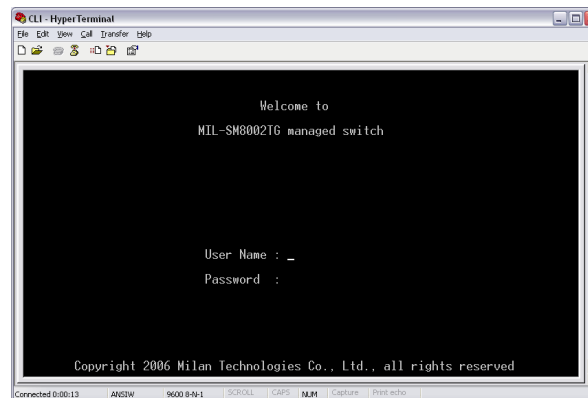 CLI - HyperTerminal
File Edit View Call Transfer Help
Welcome to
MIL-SM8002TG managed switch
User Name : _
Password :
Copyright 2006 Milan Technologies Co., Ltd., all rights reserved
Connected 0:00:13 ANSIW 9600 8-N-1 SCROLL CAPS NUM Capture Print echo